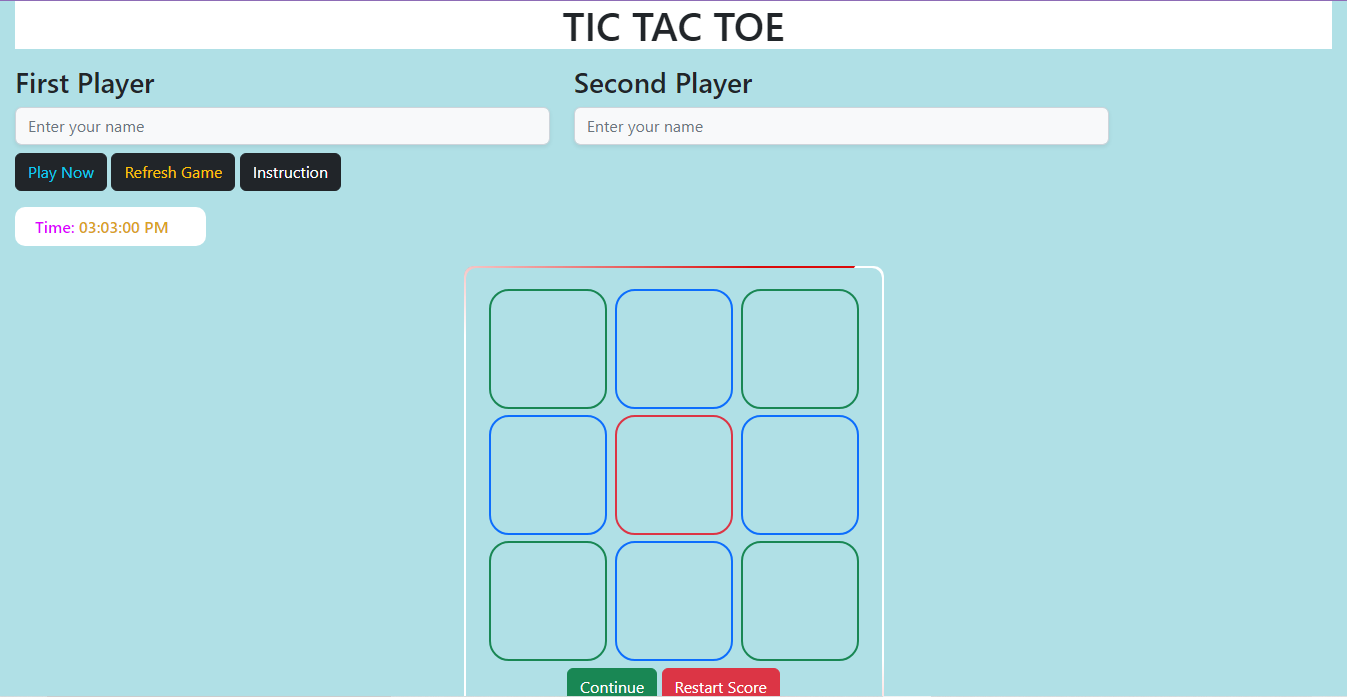 TIC TAC TOE
First Player
Second Player
Enter your name
Enter your name
Play Now
Refresh Game
Instruction
Time: 03:03:00 PM
Continue
Restart Score